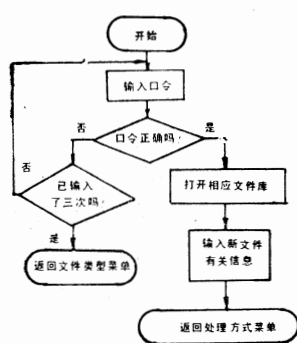 开始
输入口令
口令正确吗
否
是
否
已输入
了三次吗
打开相应文件库
是
输入新文件
有关信息
返回文件类型菜单
返回处理方式菜单